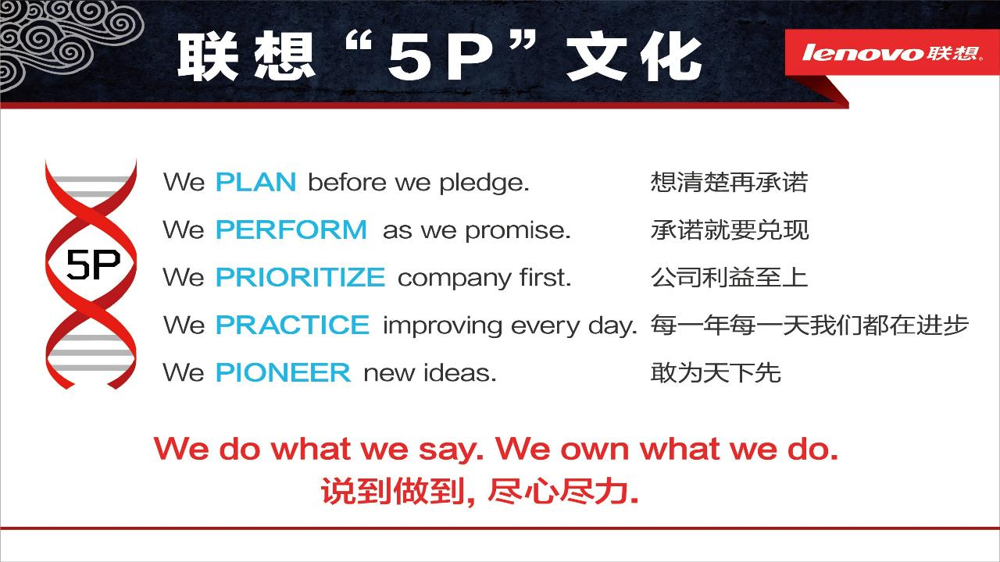 联想“5P”文化
lenovo联想
We PLAN before we pledge. 想清楚再承诺
We PERFORM as we promise. 承诺就要兑现
5P
We PRIORITIZE company first. 公司利益至上
We PRACTICE improving every day. 每一年每一天我们都在进步
We PIONEER new ideas. 敢为天下先
We do what we say. We own what we do.
说到做到, 尽心尽力.